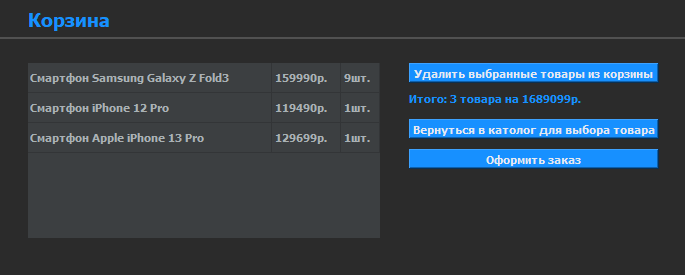 Корзина
Смартфон Samsung Galaxy Z Fold3 159990р. 9шт.
Смартфон iPhone 12 Pro 119490р. 1шт.
Смартфон Apple iPhone 13 Pro 129699р. 1шт.
Удалить выбранные товары из корзины
Итого: 3 товара на 1689099р.
Вернуться в католог для выбора товара
Оформить заказ